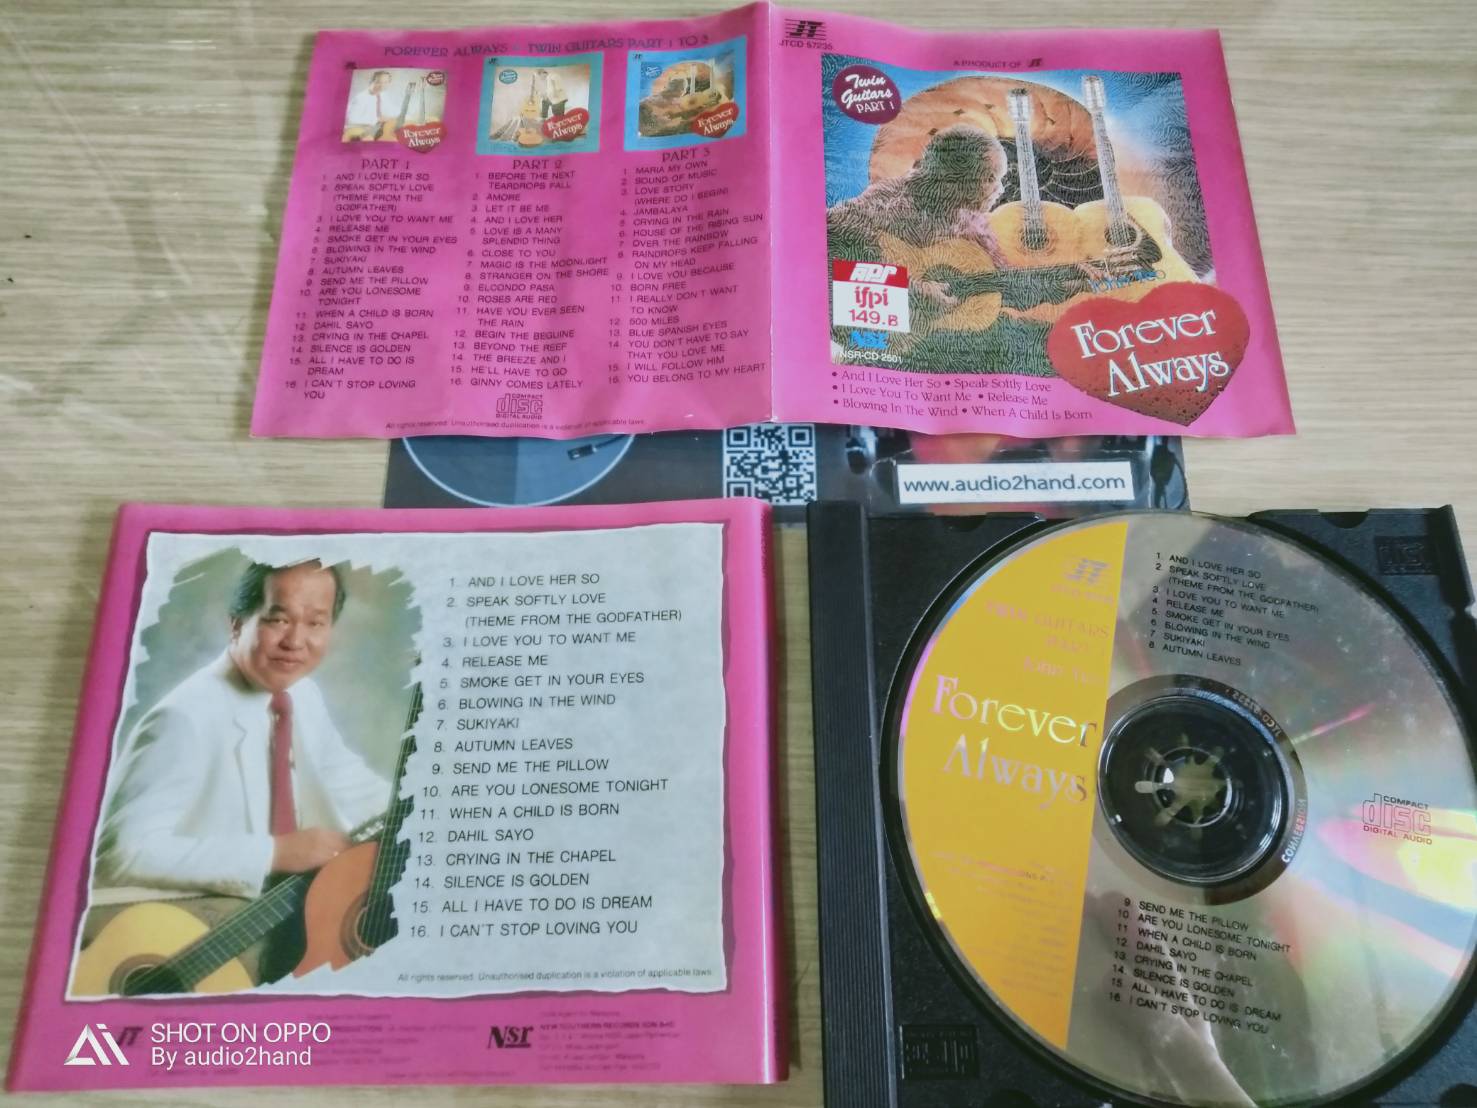 FOREVER ALWAYS - TWIN GUITARS PART 1 TO 3
Forever
Always
Forever
Always
Forever
Always
PART 1
1. AND I LOVE HER SO
2. SPEAK SOFTLY LOVE
(THEME FROM THE
GODFATHER)
3. I LOVE YOU TO WANT ME
4. RELEASE ME
5. SMOKE GET IN YOUR EYES
6. BLOWING IN THE WIND
7. SUKIYAKI
8. AUTUMN LEAVES
9. SEND ME THE PILLOW
10. ARE YOU LONESOME
TONIGHT
11. WHEN A CHILD IS BORN
12. DAHIL SAYO
13. CRYING IN THE CHAPEL
14. SILENCE IS GOLDEN
15. ALL I HAVE TO DO IS
DREAM
16. I CAN'T STOP LOVING
YOU
PART 2
1. BEFORE THE NEXT
TEARDROPS FALL
2. AMORE
3. LET IT BE ME
4. AND I LOVE HER
5. LOVE IS A MANY
SPLENDID THING
6. CLOSE TO YOU
7. MAGIC IS THE MOONLIGHT
8. STRANGER ON THE SHORE
9. ELCONDO PASA
10. ROSES ARE RED
11. HAVE YOU EVER SEEN
THE RAIN
12. BEGIN THE BEGUINE
13. BEYOND THE REEF
14. THE BREEZE AND I
15. HE'LL HAVE TO GO
16. GINNY COMES LATELY
PART 3
1 MARIA MY OWN
2 SOUND OF MUSIC
3 LOVE STORY
(WHERE DO I BEGIN)
4 JAMBALAYA
5 CRYING IN THE RAIN
6 HOUSE OF THE RISING SUN
7 OVER THE RAINBOW
8 RAINDROPS KEEP FALLING
ON MY HEAD
9 I LOVE YOU BECAUSE
10 BORN FREE
11 I REALLY DON'T WANT
TO KNOW
12 500 MILES
13 BLUE SPANISH EYES
14 YOU DON'T HAVE TO SAY
THAT YOU LOVE ME
15 I WILL FOLLOW HIM
16 YOU BELONG TO MY HEART
COMPACT
disc
DIGITAL AUDIO
All rights reserved. Unauthorised duplication is a violation of applicable laws.
JT
JTCD 57235
A PRODUCT OF JT
Twin
Guitars
PART 1
APS
ifpi
149.B
NSR
NSR-CD-2501
John Teo
Forever
Always
• And I Love Her So • Speak Softly Love
• I Love You To Want Me • Release Me
• Blowing In The Wind • When A Child Is Born
www.audio2hand.com
1. AND I LOVE HER SO
2. SPEAK SOFTLY LOVE
(THEME FROM THE GODFATHER)
3. I LOVE YOU TO WANT ME
4. RELEASE ME
5. SMOKE GET IN YOUR EYES
6. BLOWING IN THE WIND
7. SUKIYAKI
8. AUTUMN LEAVES
9. SEND ME THE PILLOW
10. ARE YOU LONESOME TONIGHT
11. WHEN A CHILD IS BORN
12. DAHIL SAYO
13. CRYING IN THE CHAPEL
14. SILENCE IS GOLDEN
15. ALL I HAVE TO DO IS DREAM
16. I CAN'T STOP LOVING YOU
All rights reserved. Unauthorised duplication is a violation of applicable laws.
JT
NSR
NEW SOUTHERN RECORDS SDN BHD
SHOT ON OPPO
By audio2hand
TWIN GUITARS
PART 1
John Teo
Forever
Always
1. AND I LOVE HER SO
2. SPEAK SOFTLY LOVE
(THEME FROM THE GODFATHER)
3. I LOVE YOU TO WANT ME
4. RELEASE ME
5. SMOKE GET IN YOUR EYES
6. BLOWING IN THE WIND
7. SUKIYAKI
8. AUTUMN LEAVES
COMPACT
disc
DIGITAL AUDIO
9. SEND ME THE PILLOW
10. ARE YOU LONESOME TONIGHT
11 WHEN A CHILD IS BORN
12 DAHIL SAYO
13. CRYING IN THE CHAPEL
14. SILENCE IS GOLDEN
15. ALL I HAVE TO DO IS DREAM
16. I CAN'T STOP LOVING YOU